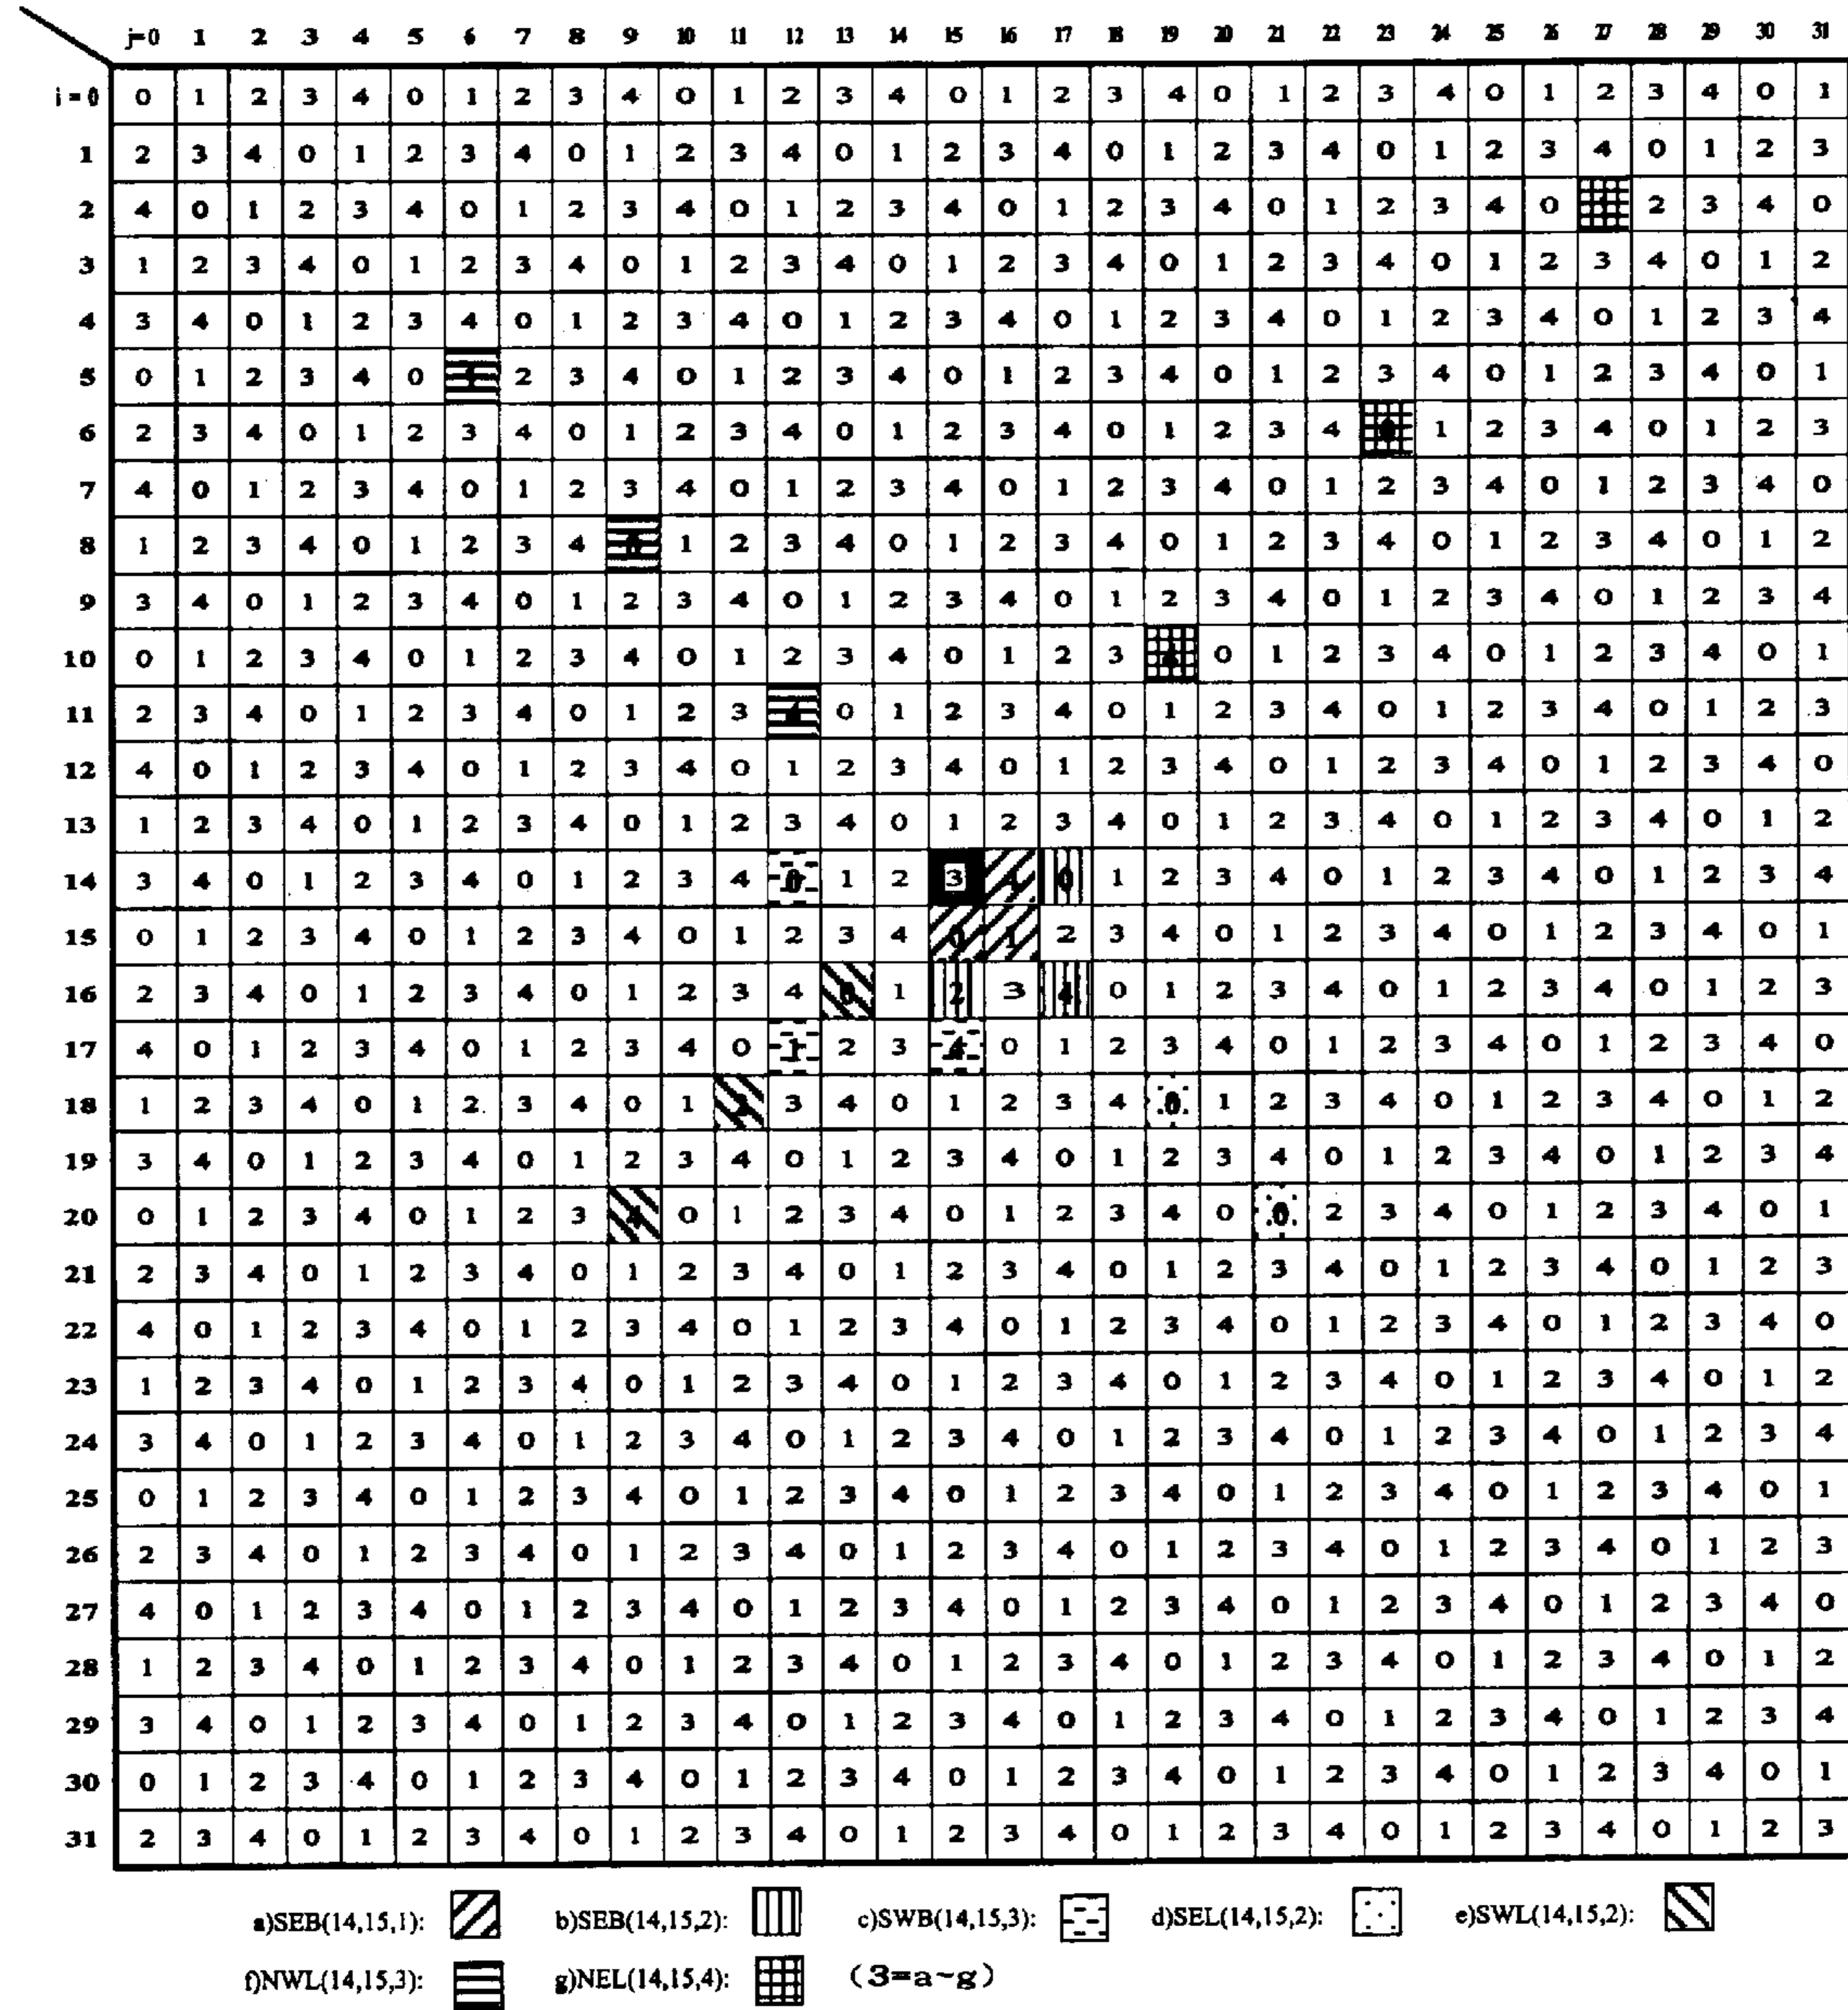 j=0 1 2 3 4 5 6 7 8 9 10 11 12 13 14 15 16 17 18 19 20 21 22 23 24 25 26 27 28 29 30 31
i = 0 0 1 2 3 4 0 1 2 3 4 0 1 2 3 4 0 1 2 3 4 0 1 2 3 4 0 1 2 3 4 0 1
1 2 3 4 0 1 2 3 4 0 1 2 3 4 0 1 2 3 4 0 1 2 3 4 0 1 2 3 4 0 1 2 3
2 4 0 1 2 3 4 0 1 2 3 4 0 1 2 3 4 0 1 2 3 4 0 1 2 3 4 0 2 3 4 0
3 1 2 3 4 0 1 2 3 4 0 1 2 3 4 0 1 2 3 4 0 1 2 3 4 0 1 2 3 4 0 1 2
4 3 4 0 1 2 3 4 0 1 2 3 4 0 1 2 3 4 0 1 2 3 4 0 1 2 3 4 0 1 2 3 4
5 0 1 2 3 4 0 2 3 4 0 1 2 3 4 0 1 2 3 4 0 1 2 3 4 0 1 2 3 4 0 1
6 2 3 4 0 1 2 3 4 0 1 2 3 4 0 1 2 3 4 0 1 2 3 4 0 1 2 3 4 0 1 2 3
7 4 0 1 2 3 4 0 1 2 3 4 0 1 2 3 4 0 1 2 3 4 0 1 2 3 4 0 1 2 3 4 0
8 1 2 3 4 0 1 2 3 4 1 2 3 4 0 1 2 3 4 0 1 2 3 4 0 1 2 3 4 0 1 2
9 3 4 0 1 2 3 4 0 1 2 3 4 0 1 2 3 4 0 1 2 3 4 0 1 2 3 4 0 1 2 3 4
10 0 1 2 3 4 0 1 2 3 4 0 1 2 3 4 0 1 2 3 4 0 1 2 3 4 0 1 2 3 4 0 1
11 2 3 4 0 1 2 3 4 0 1 2 3 4 0 1 2 3 4 0 1 2 3 4 0 1 2 3 4 0 1 2 3
12 4 0 1 2 3 4 0 1 2 3 4 0 1 2 3 4 0 1 2 3 4 0 1 2 3 4 0 1 2 3 4 0
13 1 2 3 4 0 1 2 3 4 0 1 2 3 4 0 1 2 3 4 0 1 2 3 4 0 1 2 3 4 0 1 2
14 3 4 0 1 2 3 4 0 1 2 3 4 0 1 2 3 4 0 1 2 3 4 0 1 2 3 4 0 1 2 3 4
15 0 1 2 3 4 0 1 2 3 4 0 1 2 3 4 0 1 2 3 4 0 1 2 3 4 0 1 2 3 4 0 1
16 2 3 4 0 1 2 3 4 0 1 2 3 4 0 1 2 3 4 0 1 2 3 4 0 1 2 3 4 0 1 2 3
17 4 0 1 2 3 4 0 1 2 3 4 0 1 2 3 4 0 1 2 3 4 0 1 2 3 4 0 1 2 3 4 0
18 1 2 3 4 0 1 2 3 4 0 1 3 4 0 1 2 3 4 0 1 2 3 4 0 1 2 3 4 0 1 2
19 3 4 0 1 2 3 4 0 1 2 3 4 0 1 2 3 4 0 1 2 3 4 0 1 2 3 4 0 1 2 3 4
20 0 1 2 3 4 0 1 2 3 4 0 1 2 3 4 0 1 2 3 4 0 0 2 3 4 0 1 2 3 4 0 1
21 2 3 4 0 1 2 3 4 0 1 2 3 4 0 1 2 3 4 0 1 2 3 4 0 1 2 3 4 0 1 2 3
22 4 0 1 2 3 4 0 1 2 3 4 0 1 2 3 4 0 1 2 3 4 0 1 2 3 4 0 1 2 3 4 0
23 1 2 3 4 0 1 2 3 4 0 1 2 3 4 0 1 2 3 4 0 1 2 3 4 0 1 2 3 4 0 1 2
24 3 4 0 1 2 3 4 0 1 2 3 4 0 1 2 3 4 0 1 2 3 4 0 1 2 3 4 0 1 2 3 4
25 0 1 2 3 4 0 1 2 3 4 0 1 2 3 4 0 1 2 3 4 0 1 2 3 4 0 1 2 3 4 0 1
26 2 3 4 0 1 2 3 4 0 1 2 3 4 0 1 2 3 4 0 1 2 3 4 0 1 2 3 4 0 1 2 3
27 4 0 1 2 3 4 0 1 2 3 4 0 1 2 3 4 0 1 2 3 4 0 1 2 3 4 0 1 2 3 4 0
28 1 2 3 4 0 1 2 3 4 0 1 2 3 4 0 1 2 3 4 0 1 2 3 4 0 1 2 3 4 0 1 2
29 3 4 0 1 2 3 4 0 1 2 3 4 0 1 2 3 4 0 1 2 3 4 0 1 2 3 4 0 1 2 3 4
30 0 1 2 3 4 0 1 2 3 4 0 1 2 3 4 0 1 2 3 4 0 1 2 3 4 0 1 2 3 4 0 1
31 2 3 4 0 1 2 3 4 0 1 2 3 4 0 1 2 3 4 0 1 2 3 4 0 1 2 3 4 0 1 2 3
a)SEB(14,15,1): b)SEB(14,15,2): c)SWB(14,15,3): d)SEL(14,15,2): e)SWL(14,15,2):
f)NWL(14,15,3): g)NEL(14,15,4): (3=a~g)